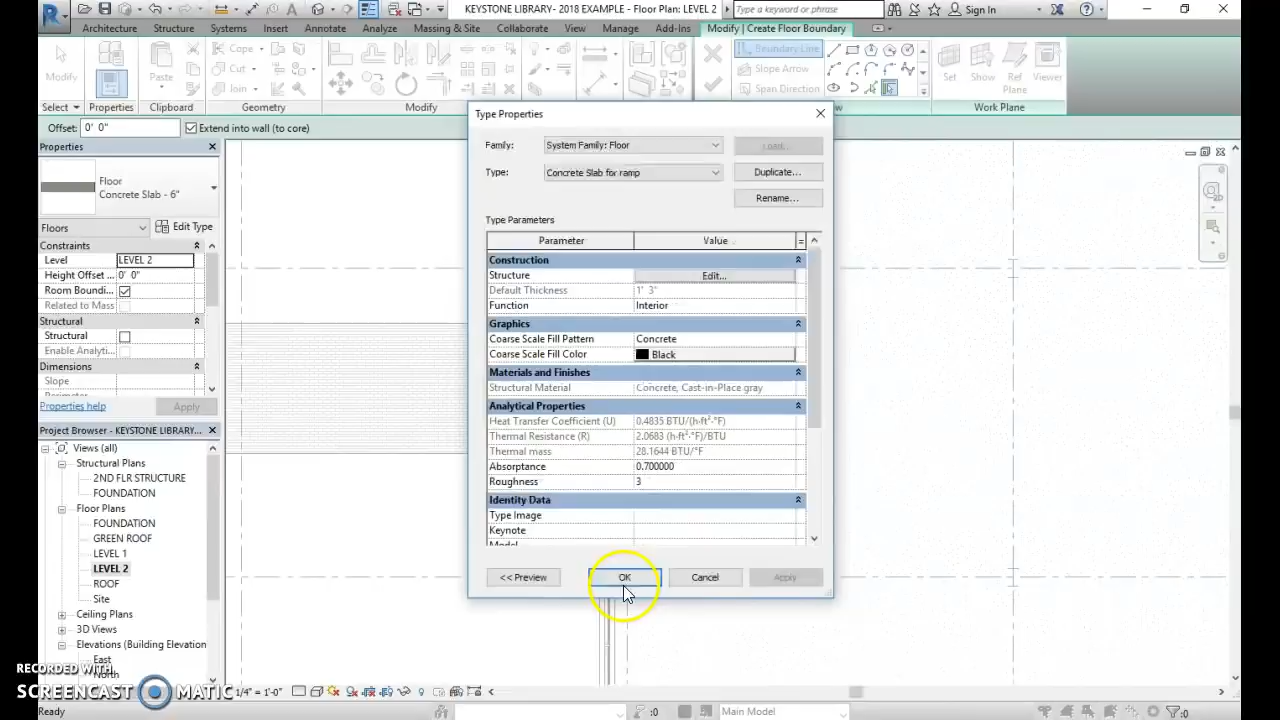 KEYSTONE LIBRARY- 2018 EXAMPLE - Floor Plan: LEVEL 2
Type a keyword or phrase
Sign In
Architecture Structure Systems Insert Annotate Analyze Massing & Site Collaborate View Manage Add-Ins Modify | Create Floor Boundary
Modify
Paste
Cope
Cut
Join
Boundary Line
Slope Arrow
Span Direction
Set
Show
Ref
Plane
Viewer
Select
Properties
Clipboard
Geometry
Modify
Work Plane
Offset: 0' 0"
Extend into wall (to core)
Properties
Floor
Concrete Slab - 6"
Floors
Edit Type
Constraints
Level LEVEL 2
Height Offset ... 0' 0"
Room Boundi...
Related to Mass
Structural
Structural
Enable Analyti...
Dimensions
Slope
Properties help
Apply
Project Browser - KEYSTONE LIBRARY...
Views (all)
Structural Plans
2ND FLR STRUCTURE
FOUNDATION
Floor Plans
FOUNDATION
GREEN ROOF
LEVEL 1
LEVEL 2
ROOF
Site
Ceiling Plans
3D Views
Elevations (Building Elevation
East
North
Type Properties
Family: System Family: Floor
Load...
Type: Concrete Slab for ramp
Duplicate...
Rename...
Type Parameters
Parameter Value =
Construction
Structure Edit...
Default Thickness 1' 3"
Function Interior
Graphics
Coarse Scale Fill Pattern Concrete
Coarse Scale Fill Color Black
Materials and Finishes
Structural Material Concrete, Cast-in-Place gray
Analytical Properties
Heat Transfer Coefficient (U) 0.4835 BTU/(h·ft²·°F)
Thermal Resistance (R) 2.0683 (h·ft²·°F)/BTU
Thermal mass 28.1644 BTU/°F
Absorptance 0.700000
Roughness 3
Identity Data
Type Image
Keynote
Model
<< Preview
OK
Cancel
Apply
RECORDED WITH
SCREENCAST MATIC
1/4" = 1'-0"
Ready
:0
Main Model
:0